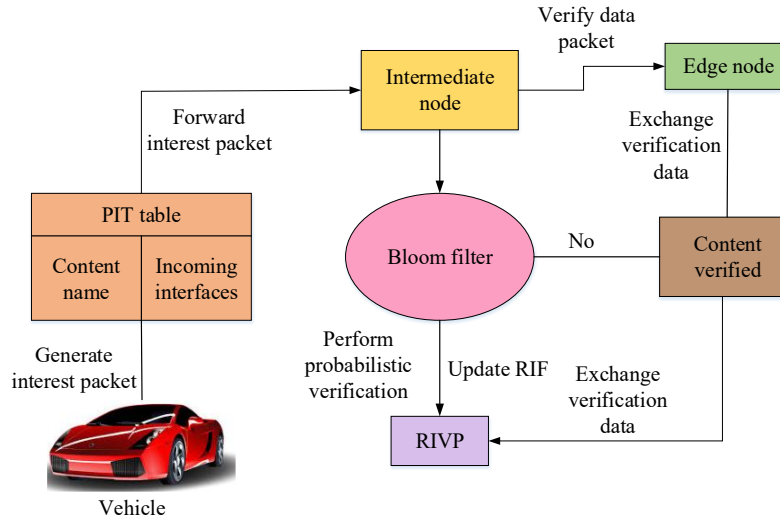 Verify data
packet
Intermediate
node
Edge node
Forward
interest packet
Exchange
verification
data
PIT table
Content
name
Incoming
interfaces
Bloom filter
No
Content
verified
Generate
interest packet
Perform
probabilistic
verification
Update RIF
Exchange
verification
data
RIVP
Vehicle